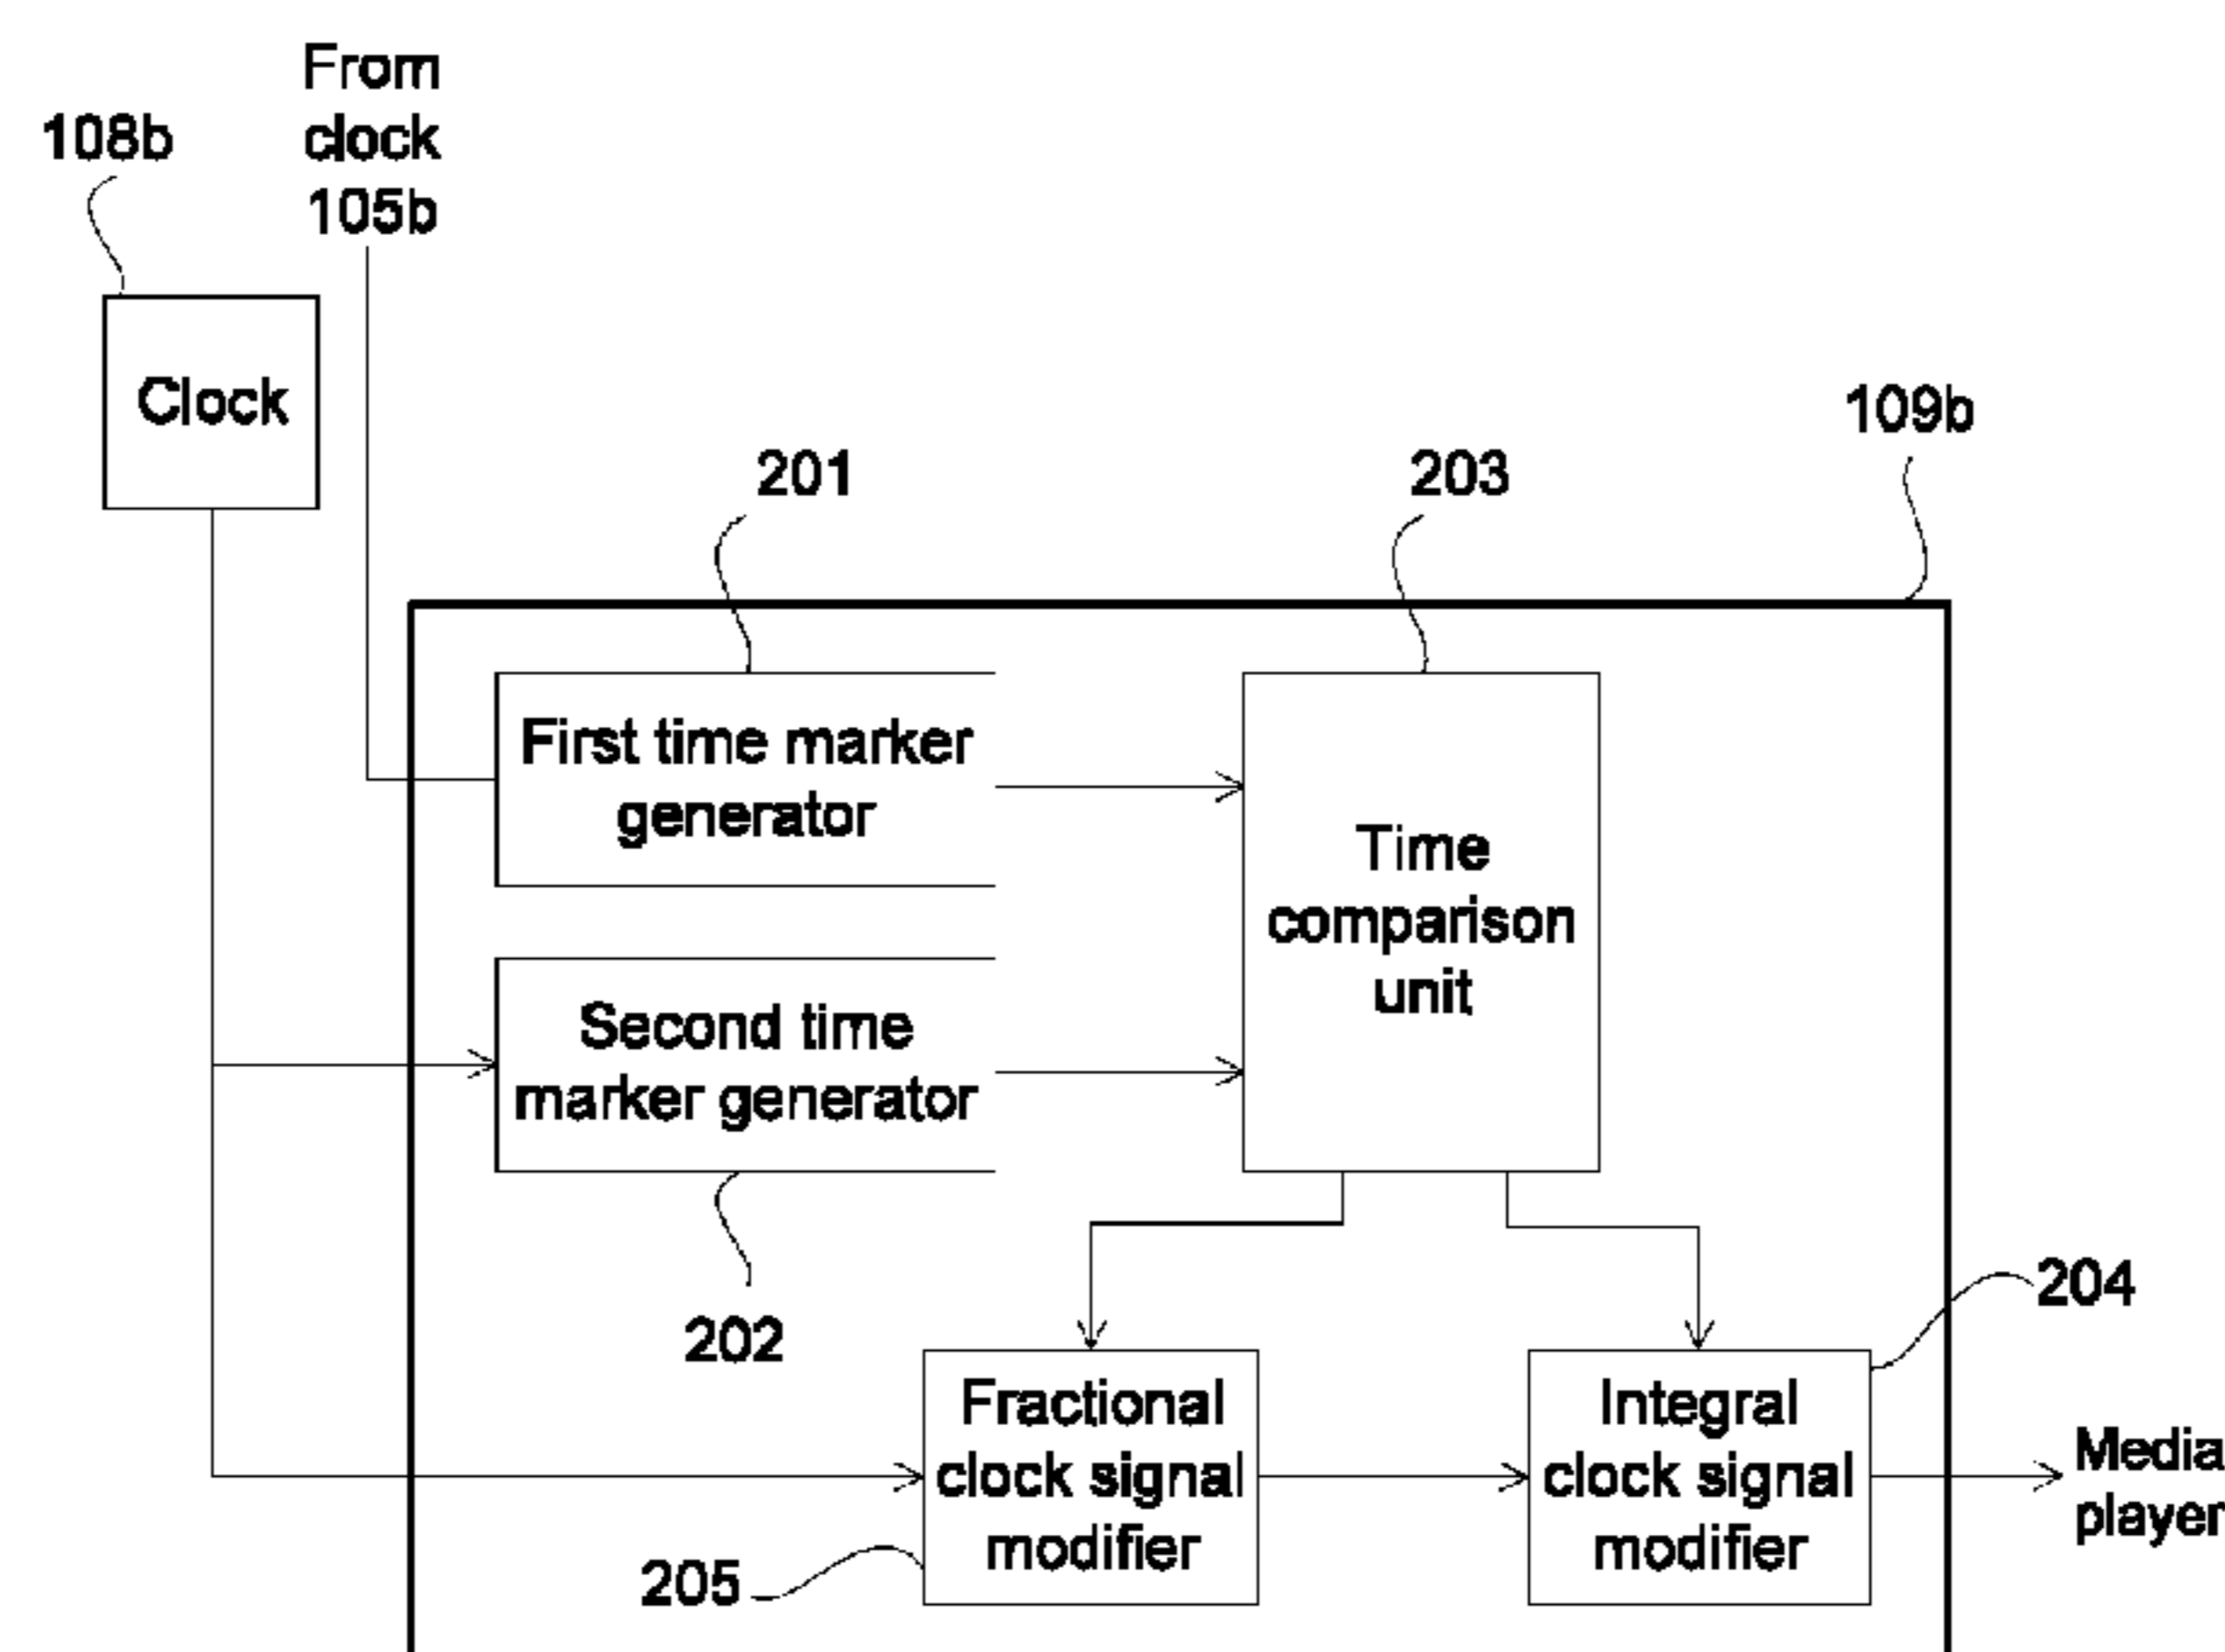 From
clock
105b
108b
Clock
109b
201
203
First time marker
generator
Time
comparison
unit
Second time
marker generator
202
204
Fractional
clock signal
modifier
Integral
clock signal
modifier
Media
player
205